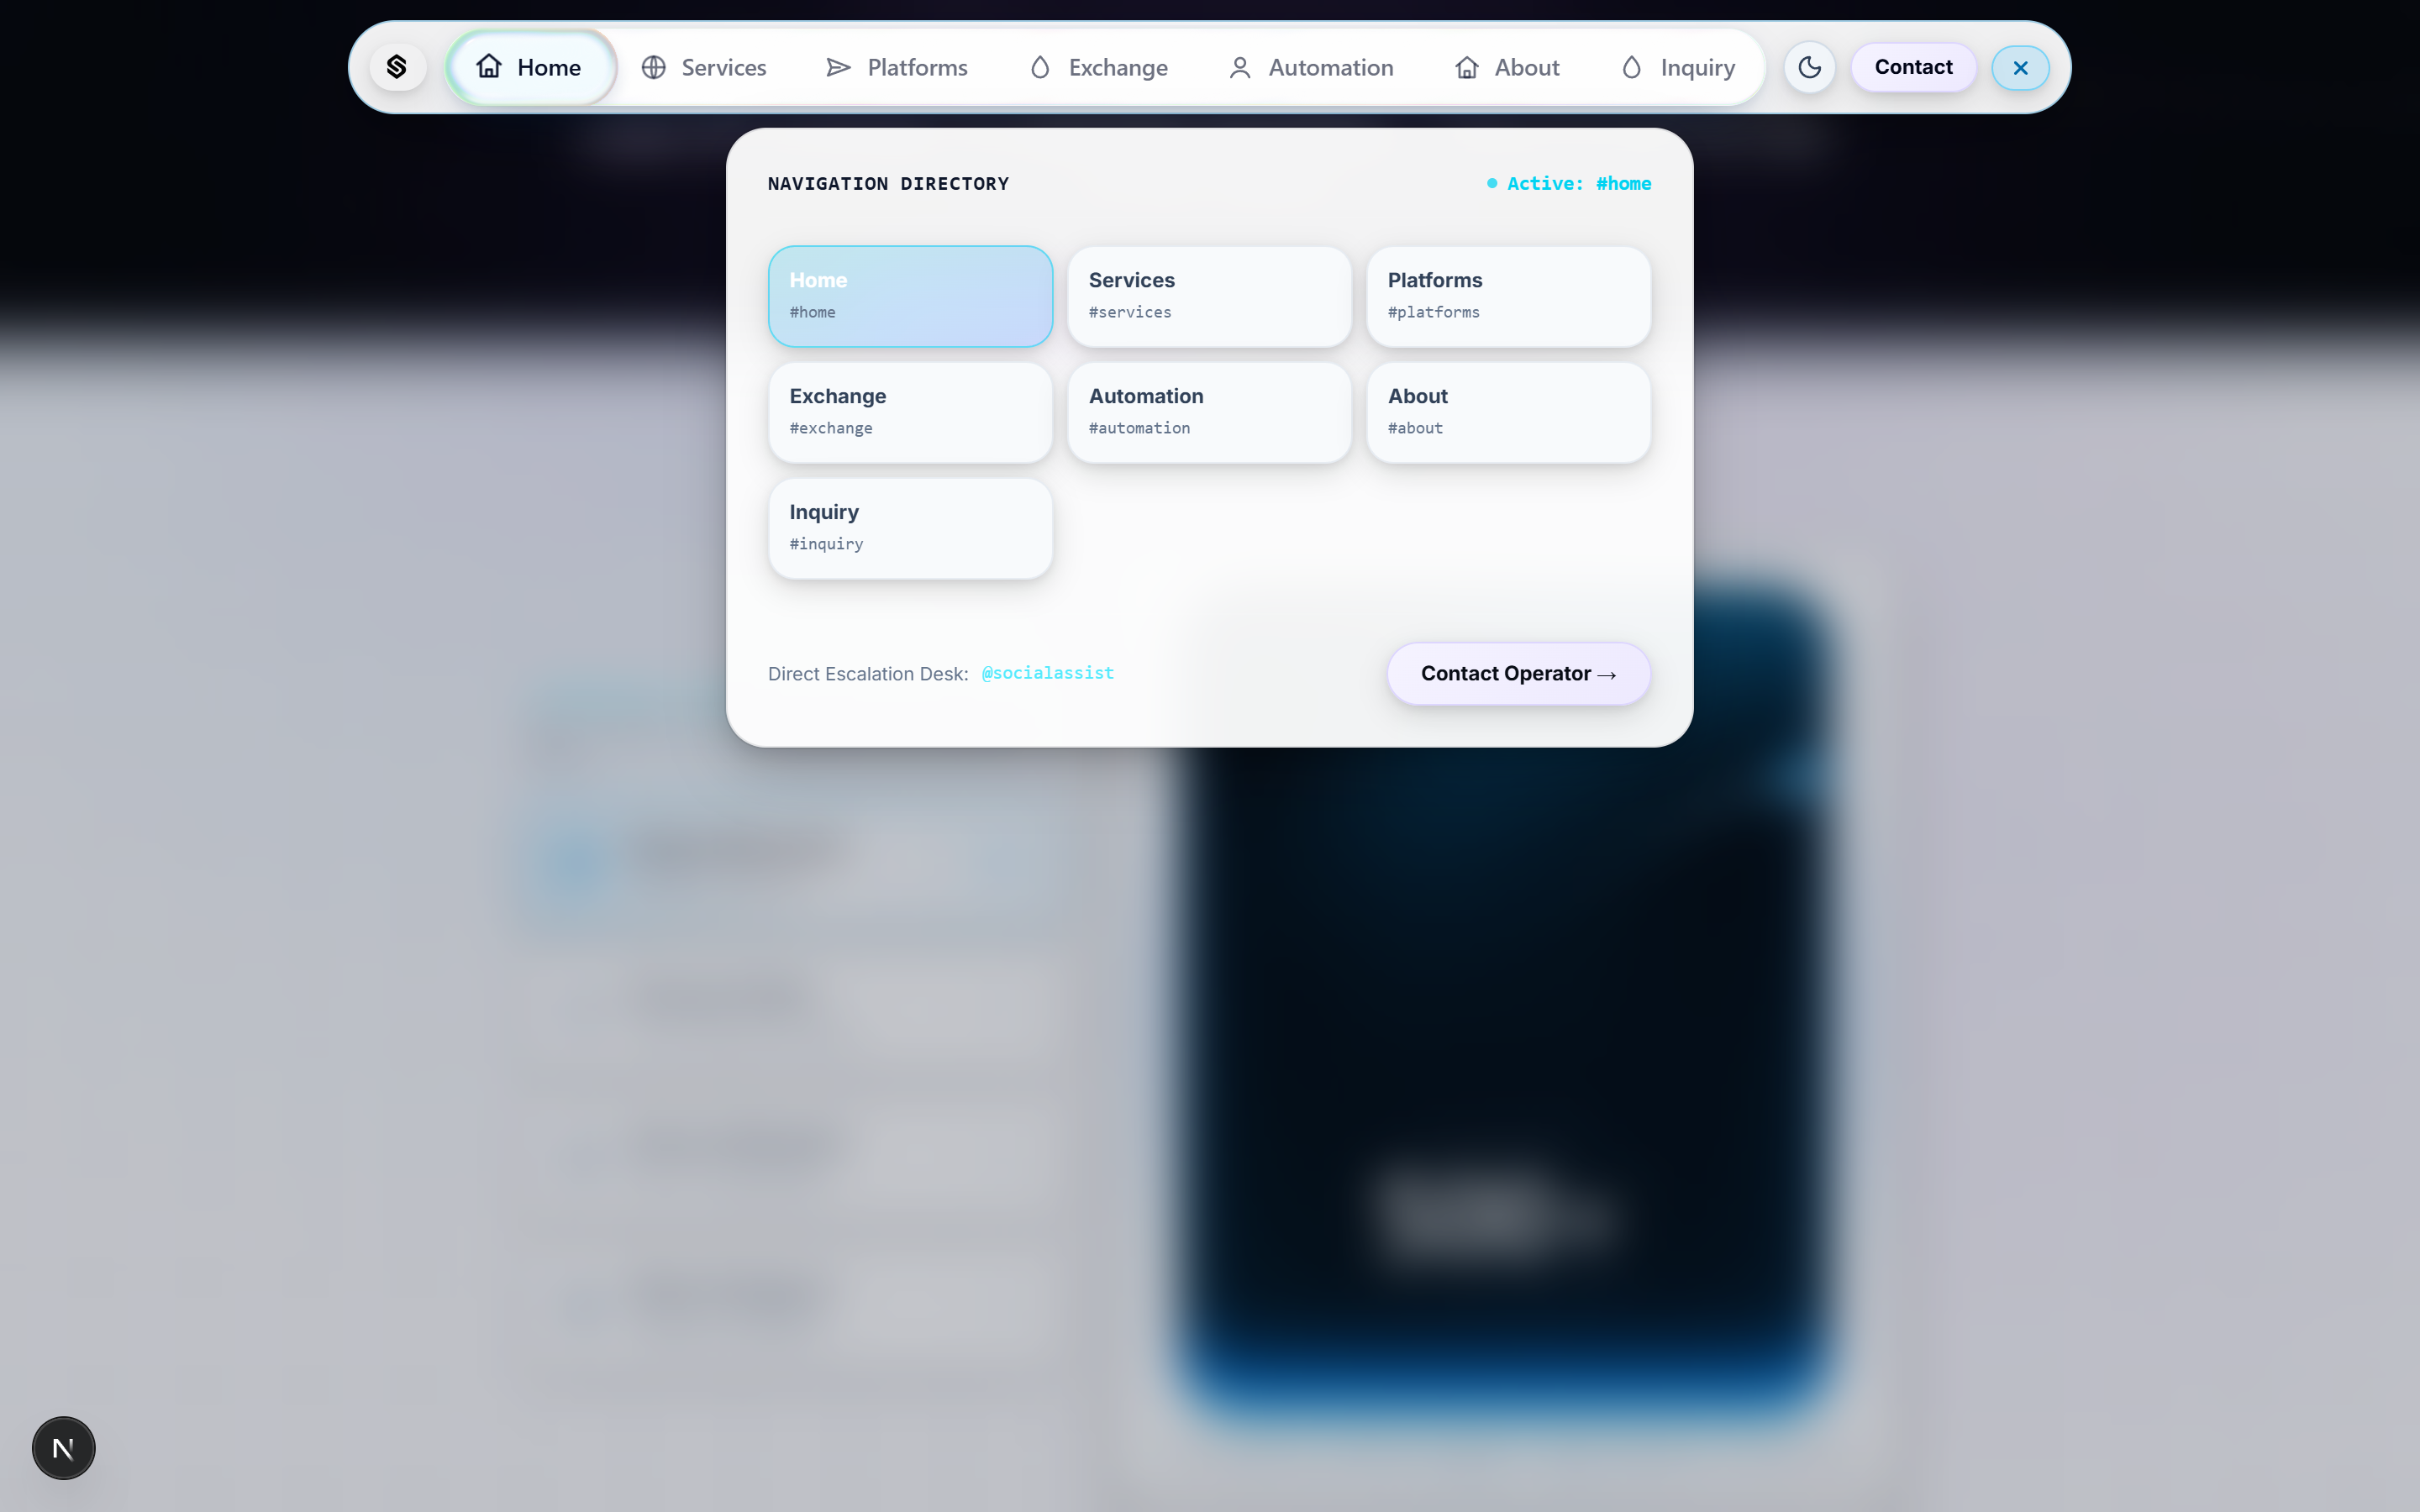 Home Services Platforms Exchange Automation About Inquiry Contact
NAVIGATION DIRECTORY
Active: #home
Home
#home
Services
#services
Platforms
#platforms
Exchange
#exchange
Automation
#automation
About
#about
Inquiry
#inquiry
Direct Escalation Desk: @socialassist
Contact Operator →
N